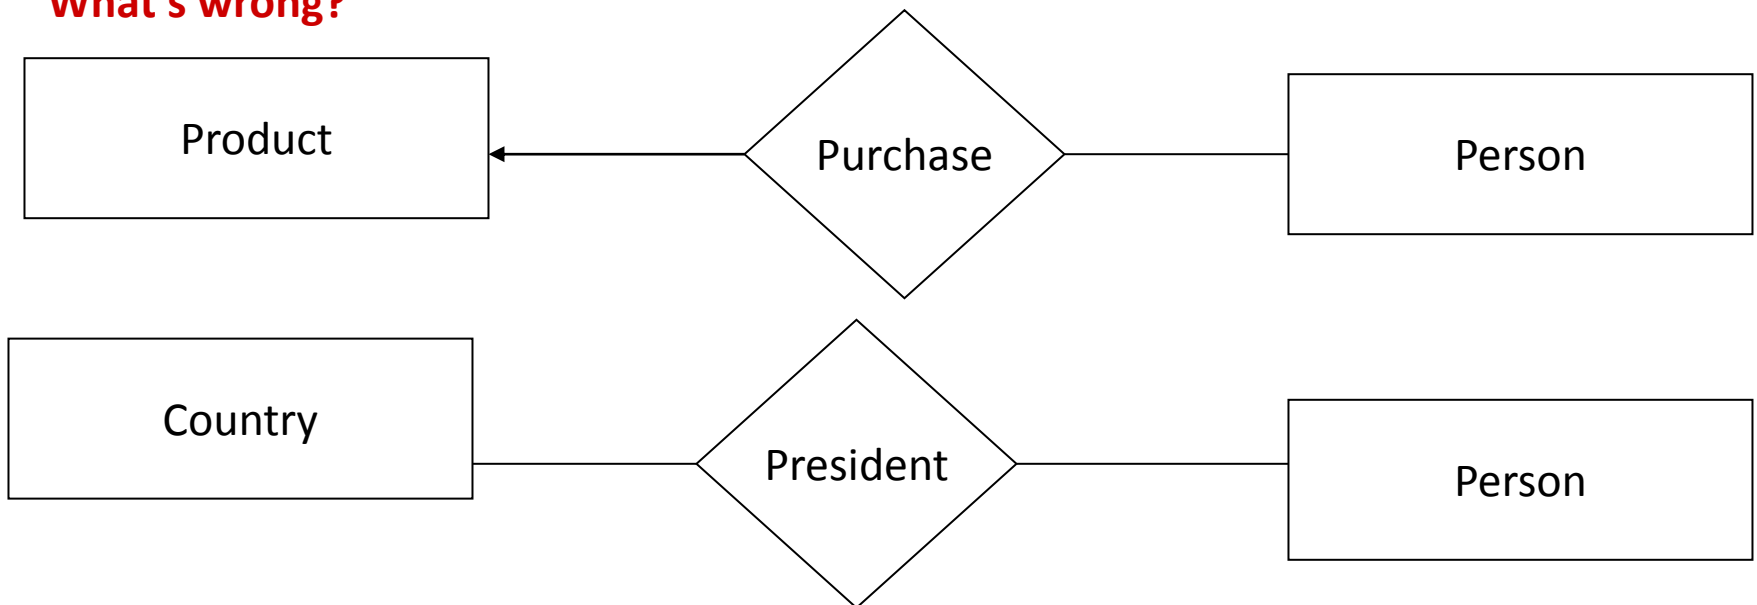 What's wrong?
Product
Purchase
Person
Country
President
Person